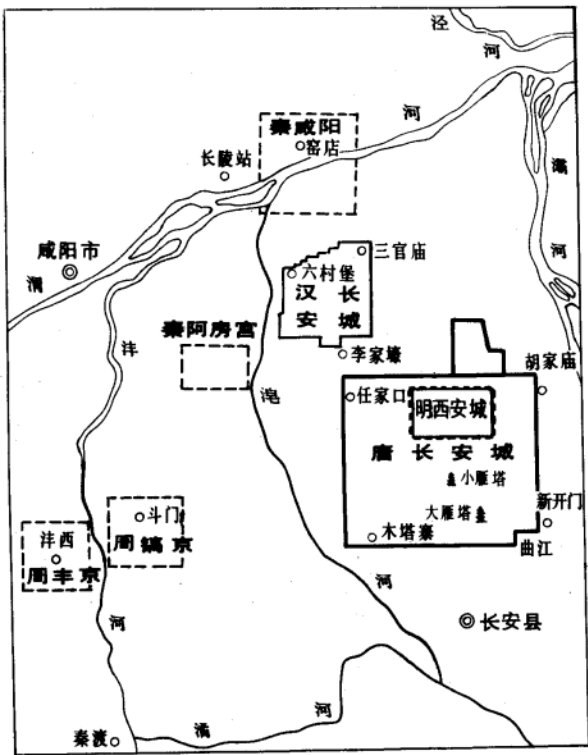 泾
河
河
灞
河
秦咸阳
窑店
长陵站
咸阳市
渭
三官庙
六村堡
汉长
安城
沣
秦阿房宫
李家壕
皂
胡家庙
任家口
明西安城
唐长安城
小雁塔
大雁塔
新开门
木塔寨
曲江
斗门
周镐京
沣西
周丰京
河
河
长安县
秦渡
潏
河